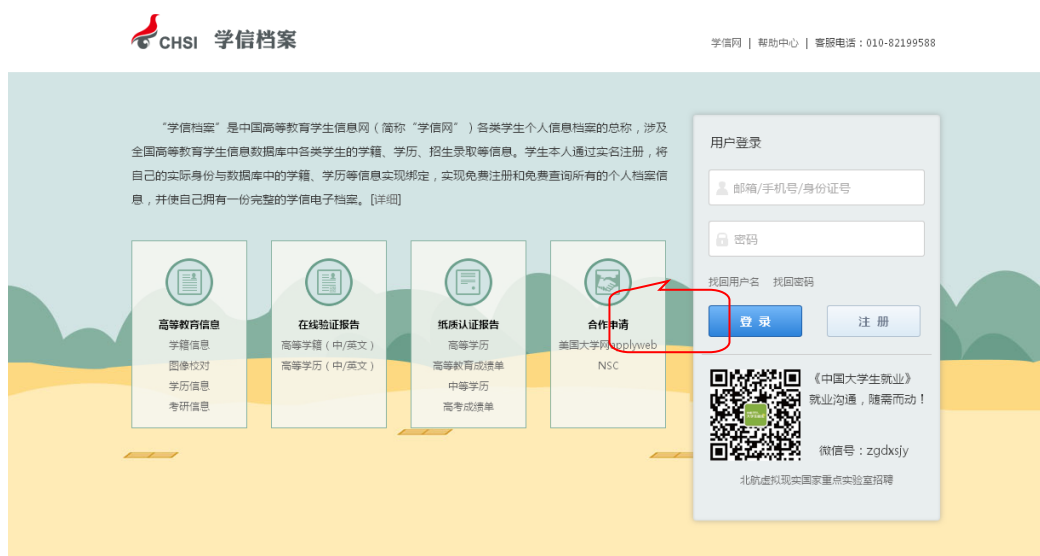 CHSI 学信档案
学信网 | 帮助中心 | 客服电话：010-82199588
“学信档案”是中国高等教育学生信息网（简称“学信网”）各类学生个人信息档案的总称，涉及
全国高等教育学生信息数据库中各类学生的学籍、学历、招生录取等信息。学生本人通过实名注册，将
自己的实际身份与数据库中的学籍、学历等信息实现绑定，实现免费注册和免费查询所有的个人档案信
息，并使自己拥有一份完整的学信电子档案。[详细]
高等教育信息
学籍信息
图像校对
学历信息
考研信息
在线验证报告
高等学籍（中/英文）
高等学历（中/英文）
纸质认证报告
高等学历
高等教育成绩单
中等学历
高考成绩单
合作申请
美国大学网applyweb
NSC
用户登录
邮箱/手机号/身份证号
密码
找回用户名 找回密码
登录 注册
《中国大学生就业》
就业沟通，随需而动！
微信号：zgdxsjy
北航虚拟现实国家重点实验室招聘